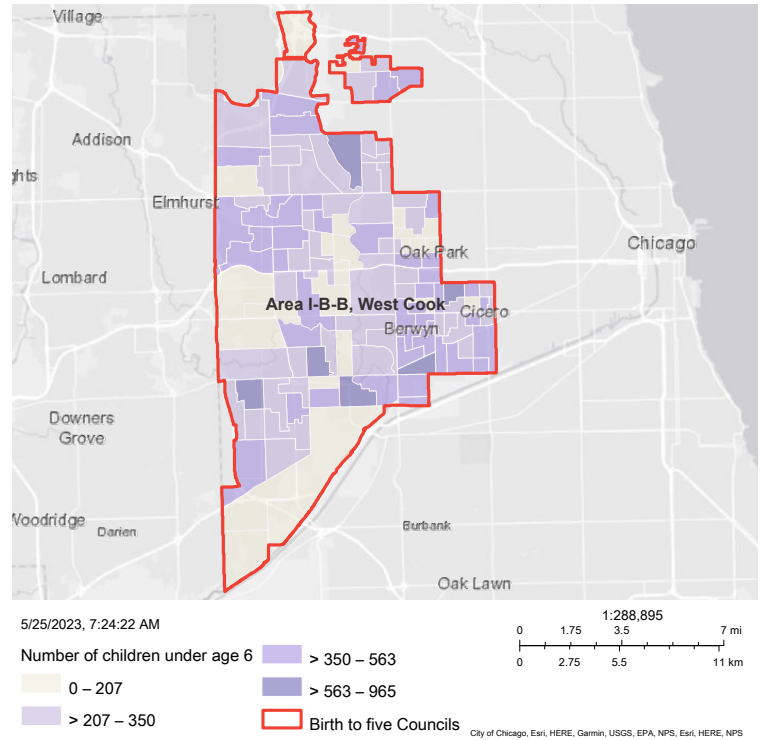 Village
Addison
ghts
Elmhurst
Oak Park
Chicago
Lombard
Area I-B-B, West Cook
Cicero
Berwyn
Downers
Grove
Woodridge
Darien
Burbank
Oak Lawn
5/25/2023, 7:24:22 AM
1:288,895
0 1.75 3.5 7 mi
0 2.75 5.5 11 km
Number of children under age 6
0 – 207
> 207 – 350
> 350 – 563
> 563 – 965
Birth to five Councils
City of Chicago, Esri, HERE, Garmin, USGS, EPA, NPS, Esri, HERE, NPS